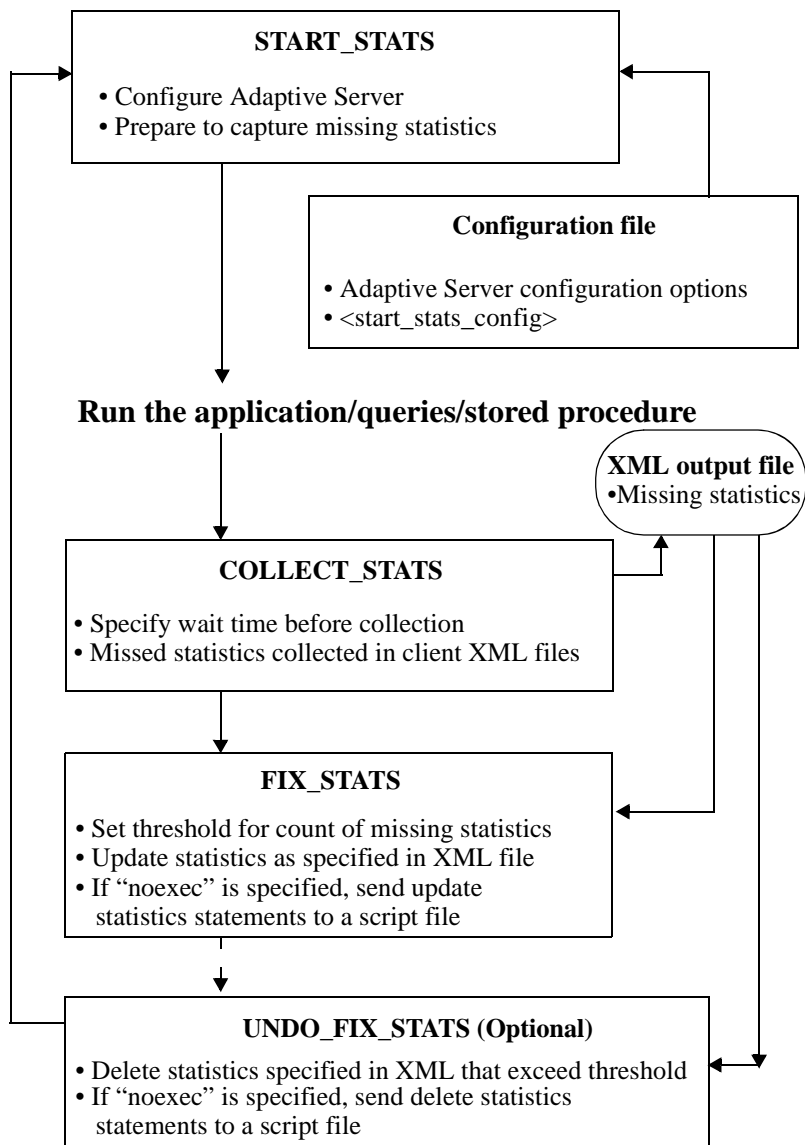 START_STATS
• Configure Adaptive Server
• Prepare to capture missing statistics
Configuration file
• Adaptive Server configuration options
• <start_stats_config>
Run the application/queries/stored procedure
XML output file
•Missing statistics
COLLECT_STATS
• Specify wait time before collection
• Missed statistics collected in client XML files
FIX_STATS
• Set threshold for count of missing statistics
• Update statistics as specified in XML file
• If “noexec” is specified, send update
statistics statements to a script file
UNDO_FIX_STATS (Optional)
• Delete statistics specified in XML that exceed threshold
• If “noexec” is specified, send delete statistics
statements to a script file